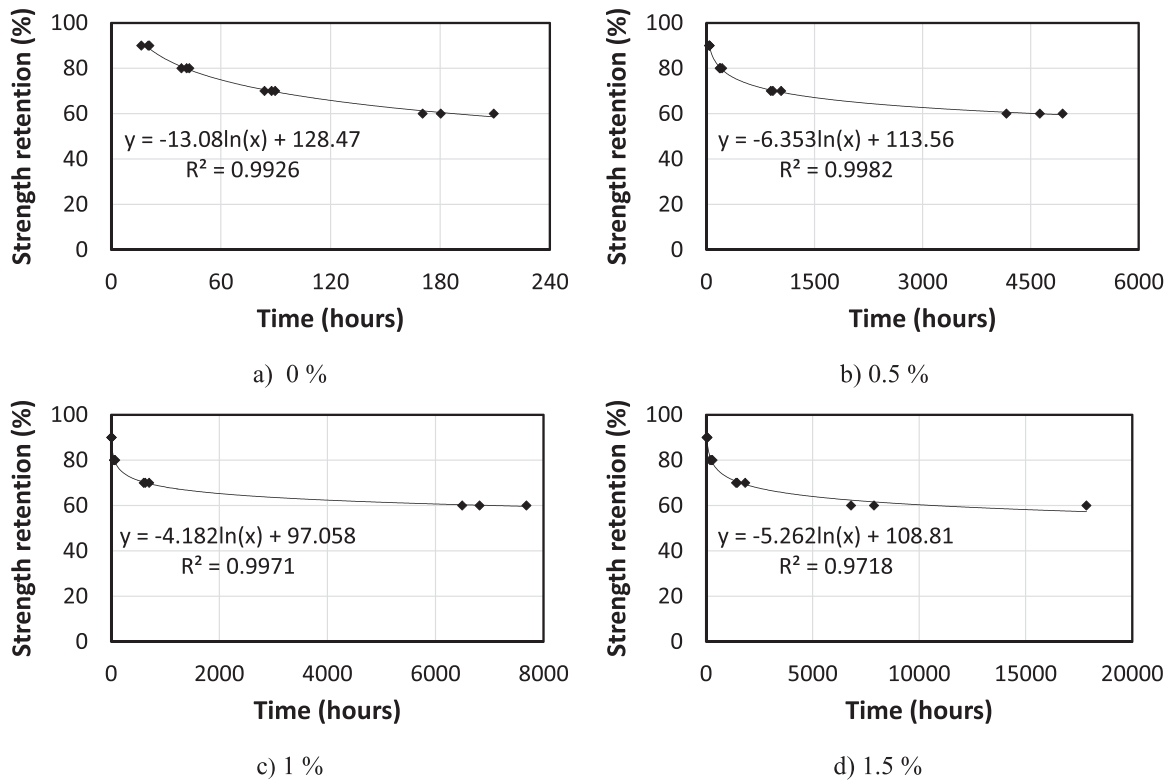 Strength retention (%)
100
80
60
40
20
0
y = -13.08ln(x) + 128.47
R² = 0.9926
0 60 120 180 240
Time (hours)
a) 0 %
Strength retention (%)
100
80
60
40
20
0
y = -6.353ln(x) + 113.56
R² = 0.9982
0 1500 3000 4500 6000
Time (hours)
b) 0.5 %
Strength retention (%)
100
80
60
40
20
0
y = -4.182ln(x) + 97.058
R² = 0.9971
0 2000 4000 6000 8000
Time (hours)
c) 1 %
Strength retention (%)
100
80
60
40
20
0
y = -5.262ln(x) + 108.81
R² = 0.9718
0 5000 10000 15000 20000
Time (hours)
d) 1.5 %